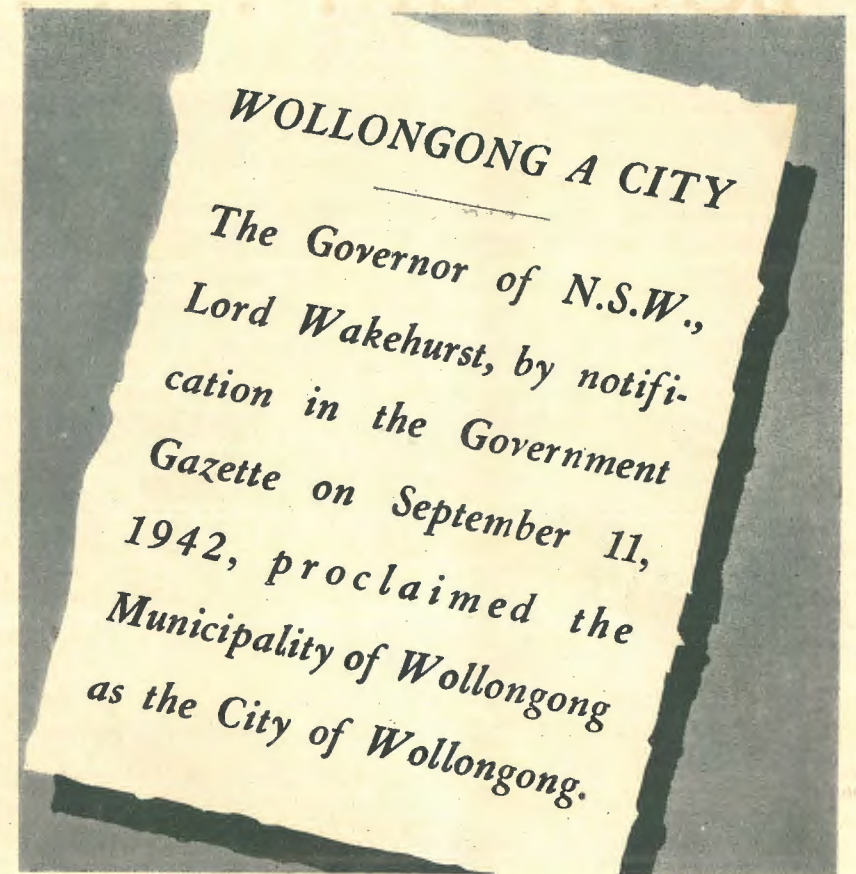 WOLLONGONG A CITY
The Governor of N.S.W.,
Lord Wakehurst, by notifi-
cation in the Government
Gazette on September 11,
1942, proclaimed the
Municipality of Wollongong
as the City of Wollongong.